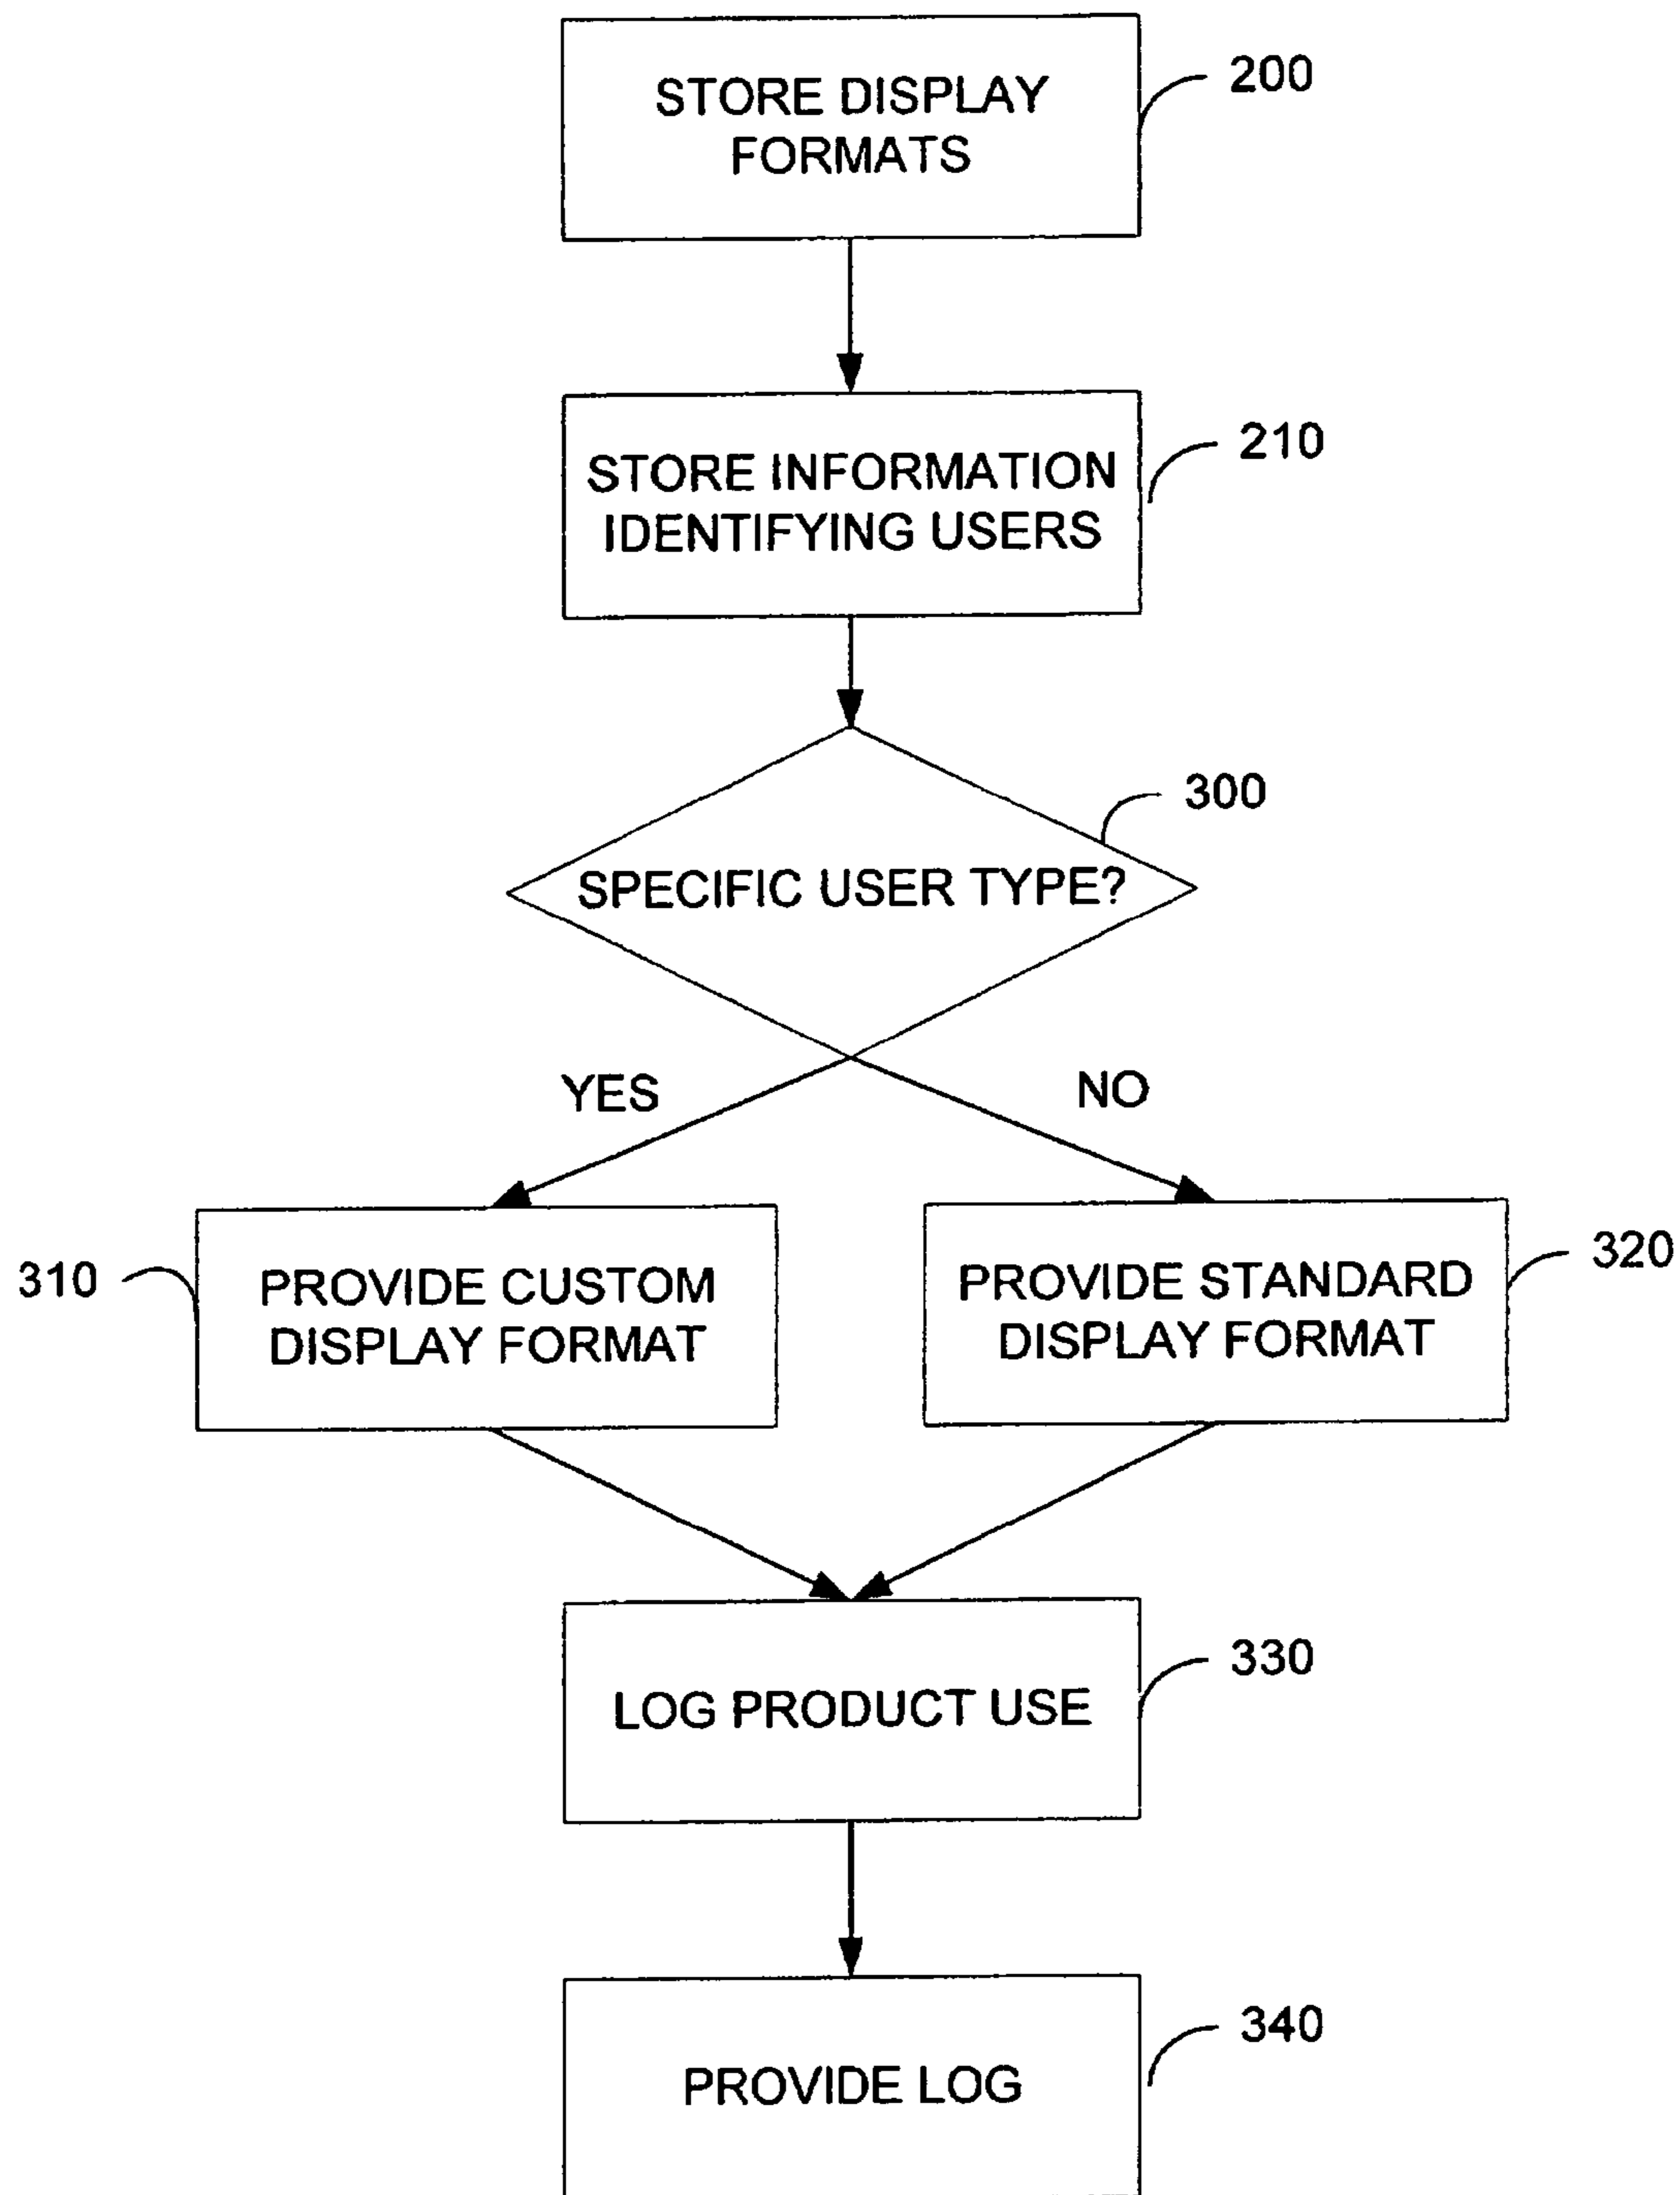 STORE DISPLAY
FORMATS
200
STORE INFORMATION
IDENTIFYING USERS
210
300
SPECIFIC USER TYPE?
YES
NO
310
PROVIDE CUSTOM
DISPLAY FORMAT
PROVIDE STANDARD
DISPLAY FORMAT
320
LOG PRODUCT USE
330
PROVIDE LOG
340